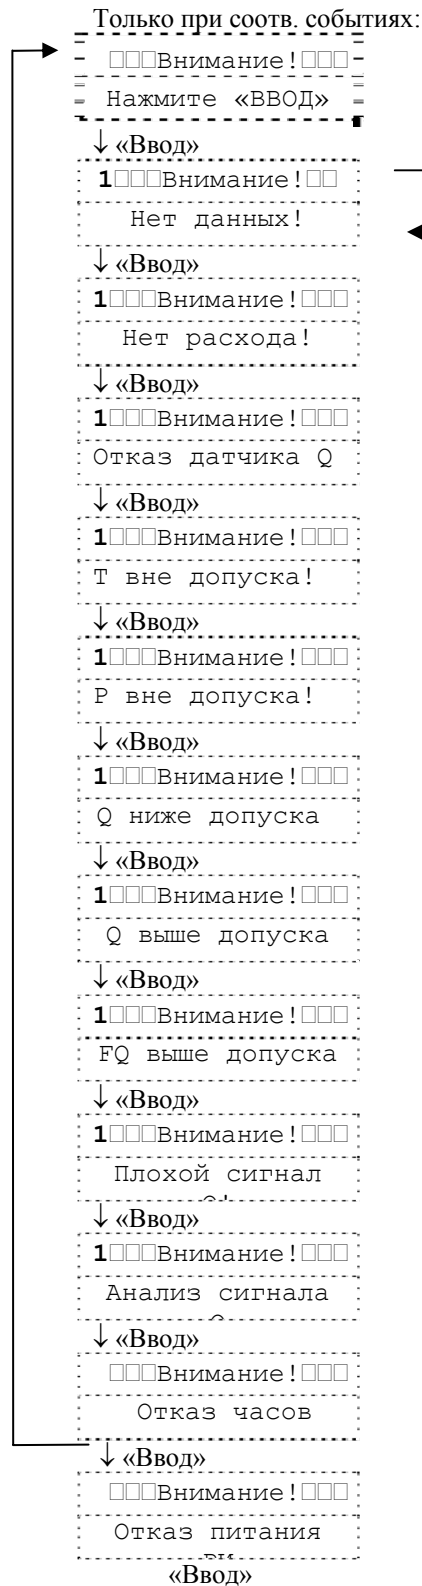 Только при соотв. событиях:
□□□Внимание!□□□
Нажмите «ВВОД»
↓ «Ввод»
1□□□Внимание!□□
Нет данных!
↓ «Ввод»
1□□□Внимание!□□□
Нет расхода!
↓ «Ввод»
1□□□Внимание!□□□
Отказ датчика Q
↓ «Ввод»
1□□□Внимание!□□□
T вне допуска!
↓ «Ввод»
1□□□Внимание!□□□
P вне допуска!
↓ «Ввод»
1□□□Внимание!□□□
Q ниже допуска
↓ «Ввод»
1□□□Внимание!□□□
Q выше допуска
↓ «Ввод»
1□□□Внимание!□□□
FQ выше допуска
↓ «Ввод»
1□□□Внимание!□□□
Плохой сигнал
↓ «Ввод»
1□□□Внимание!□□□
Анализ сигнала
↓ «Ввод»
□□□Внимание!□□□
Отказ часов
↓ «Ввод»
□□□Внимание!□□□
Отказ питания
«Ввод»